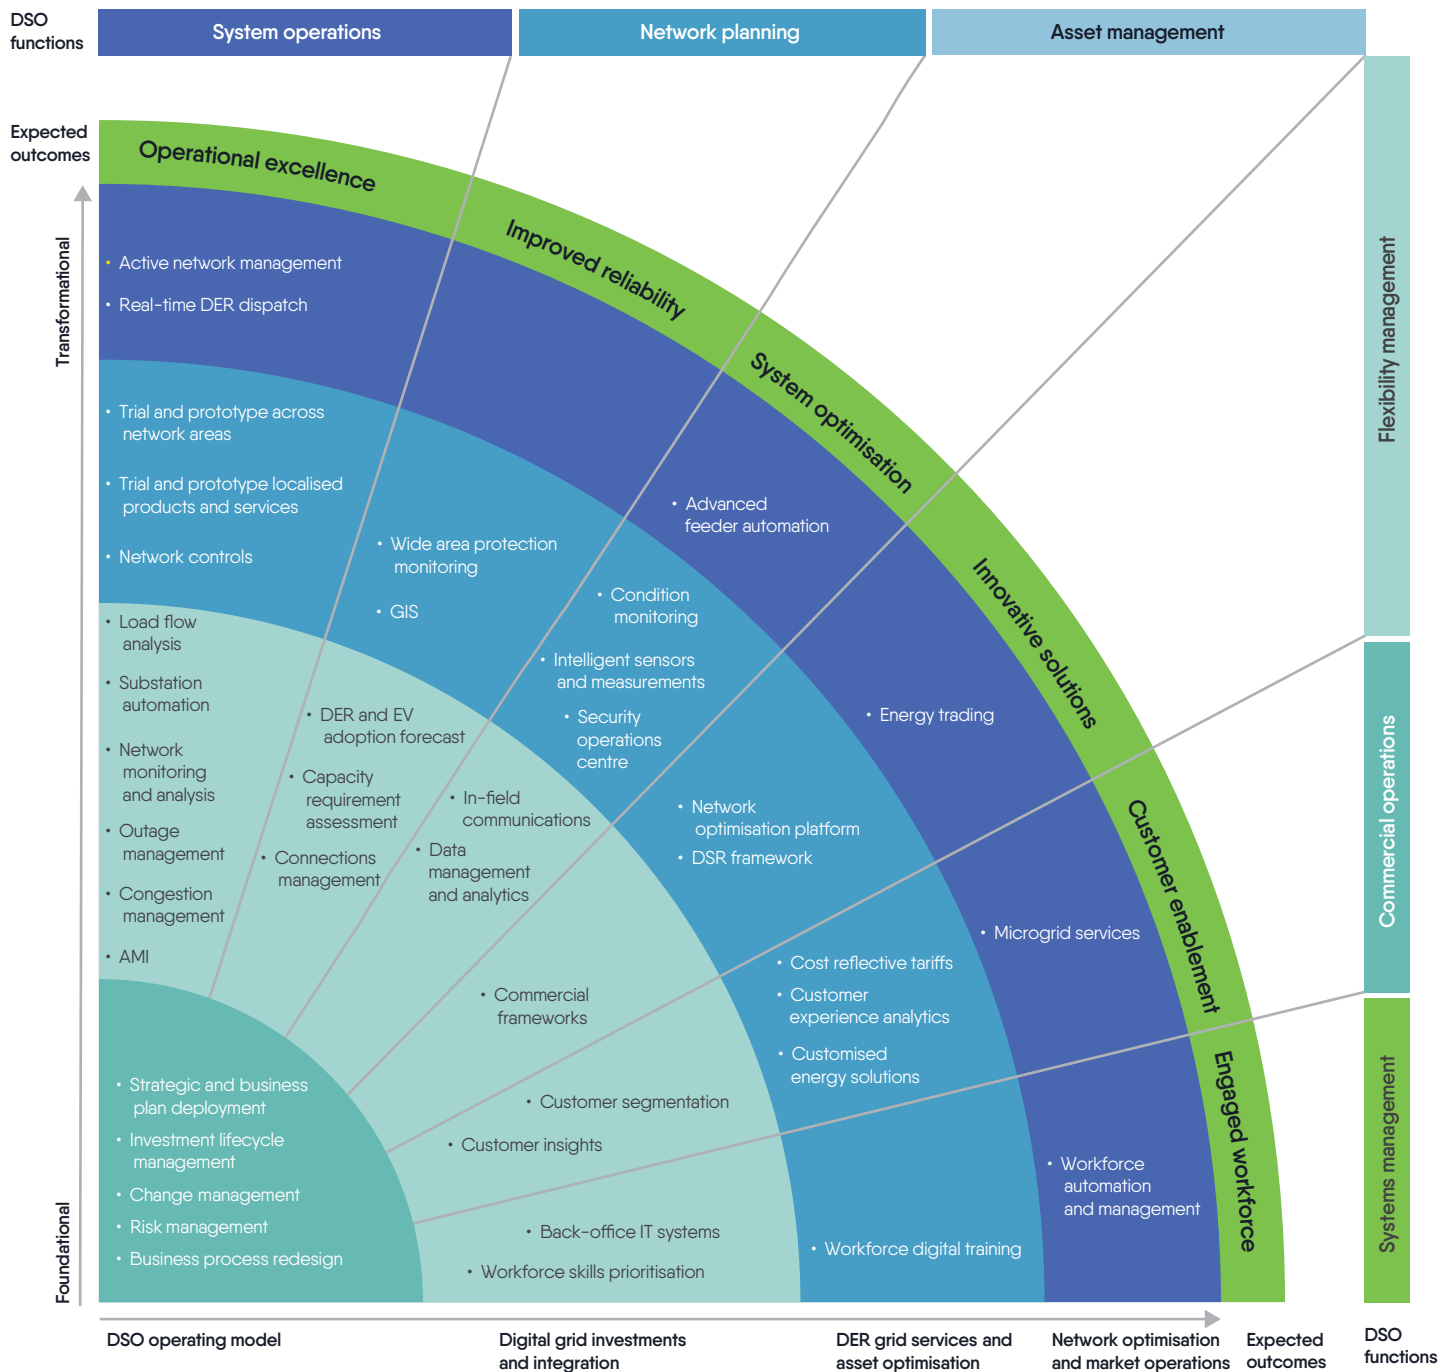 DSO
functions
System operations
Network planning
Asset management
Expected
outcomes
Transformational
Foundational
Operational excellence
Improved reliability
System optimisation
Innovative solutions
Customer enablement
Engaged workforce
Flexibility management
Commercial operations
Systems management
• Active network management
• Real-time DER dispatch
• Trial and prototype across
network areas
• Trial and prototype localised
products and services
• Network controls
• Load flow
analysis
• Substation
automation
• Network
monitoring
and analysis
• Outage
management
• Congestion
management
• AMI
• Wide area protection
monitoring
• GIS
• DER and EV
adoption forecast
• Capacity
requirement
assessment
• Connections
management
• Advanced
feeder automation
• Condition
monitoring
• Intelligent sensors
and measurements
• Security
operations
centre
• In-field
communications
• Data
management
and analytics
• Energy trading
• Network
optimisation platform
• DSR framework
• Commercial
frameworks
• Microgrid services
• Cost reflective tariffs
• Customer
experience analytics
• Customised
energy solutions
• Customer segmentation
• Customer insights
• Workforce
automation
and management
• Workforce digital training
• Back-office IT systems
• Workforce skills prioritisation
• Strategic and business
plan deployment
• Investment lifecycle
management
• Change management
• Risk management
• Business process redesign
DSO operating model
Digital grid investments
and integration
DER grid services and
asset optimisation
Network optimisation
and market operations
Expected
outcomes
DSO
functions